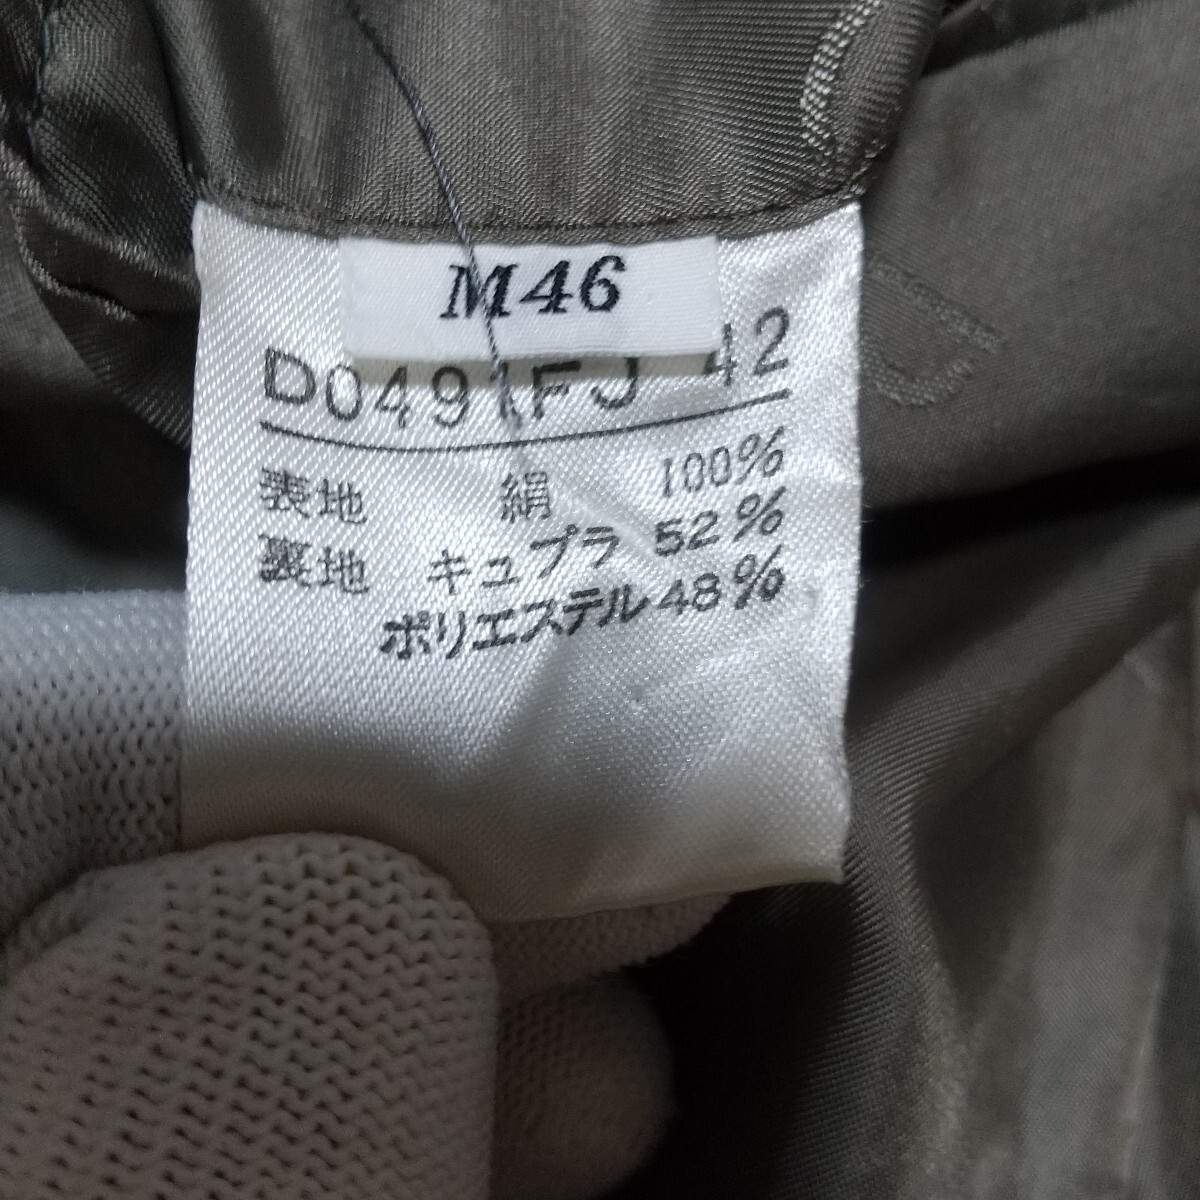 M46
D0491FJ 42
表地 絹 100%
裏地 キュプラ 52%
ポリエステル 48%